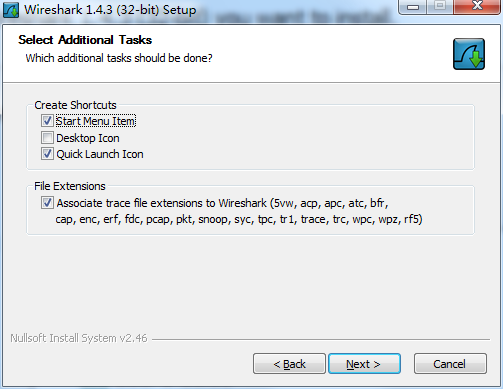 Wireshark 1.4.3 (32-bit) Setup
Select Additional Tasks
Which additional tasks should be done?
Create Shortcuts
Start Menu Item
Desktop Icon
Quick Launch Icon
File Extensions
Associate trace file extensions to Wireshark (5vw, acp, apc, atc, bfr,
cap, enc, erf, fdc, pcap, pkt, snoop, syc, tpc, tr1, trace, trc, wpc, wpz, rf5)
Nullsoft Install System v2.46
< Back
Next >
Cancel